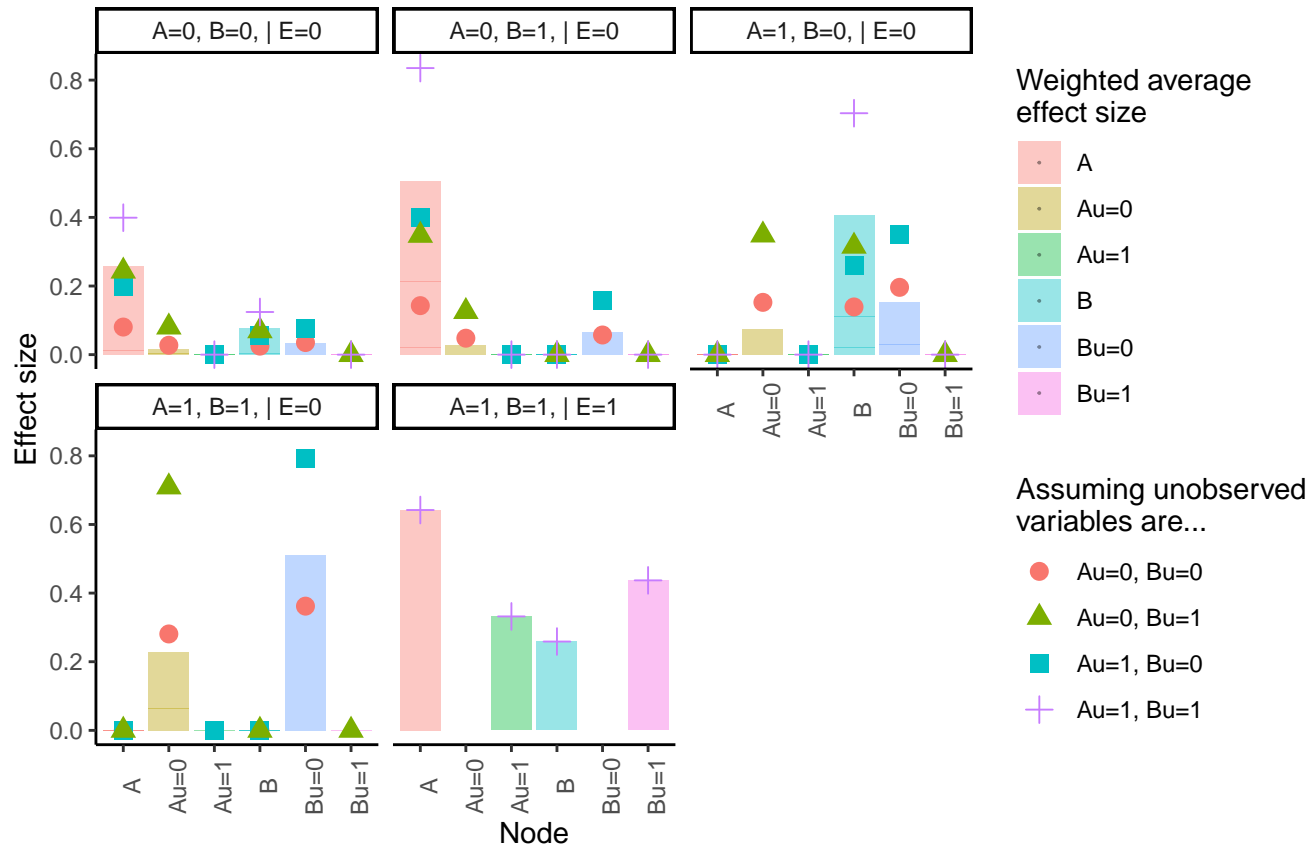 A=0, B=0, | E=0
A=0, B=1, | E=0
A=1, B=0, | E=0
0.8
0.6
0.4
0.2
0.0
A
Au=0
Au=1
B
Bu=0
Bu=1
A=1, B=1, | E=0
A=1, B=1, | E=1
0.8
0.6
0.4
0.2
0.0
A
Au=0
Au=1
B
Bu=0
Bu=1
A
Au=0
Au=1
B
Bu=0
Bu=1
Effect size
Node
Weighted average
effect size
A
Au=0
Au=1
B
Bu=0
Bu=1
Assuming unobserved
variables are...
Au=0, Bu=0
Au=0, Bu=1
Au=1, Bu=0
Au=1, Bu=1